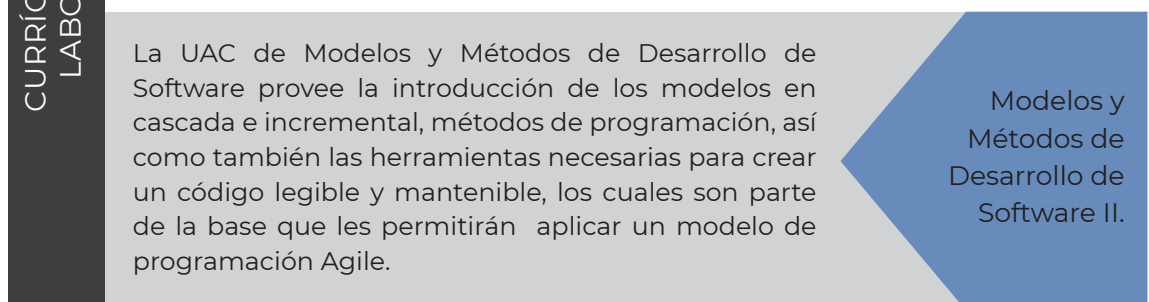 La UAC de Modelos y Métodos de Desarrollo de
Software provee la introducción de los modelos en
cascada e incremental, métodos de programación, así
como también las herramientas necesarias para crear
un código legible y mantenible, los cuales son parte
de la base que les permitirán aplicar un modelo de
programación Agile.
Modelos y
Métodos de
Desarrollo de
Software II.